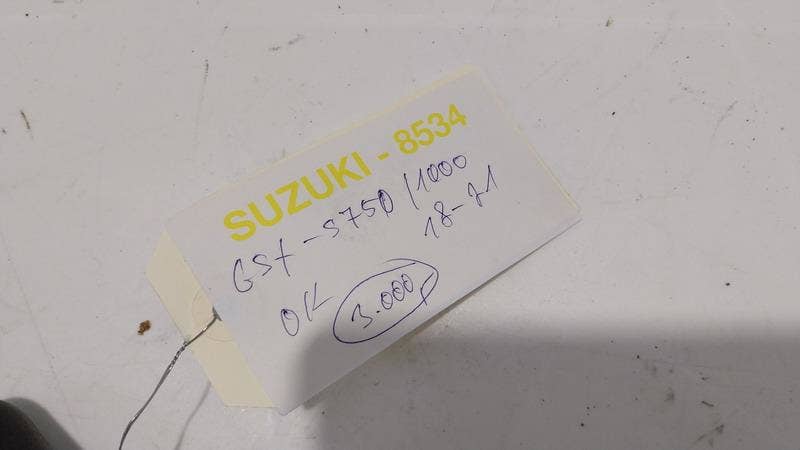 SUZUKI - 8534
GSX-S750/1000
18-21
OK 3.000